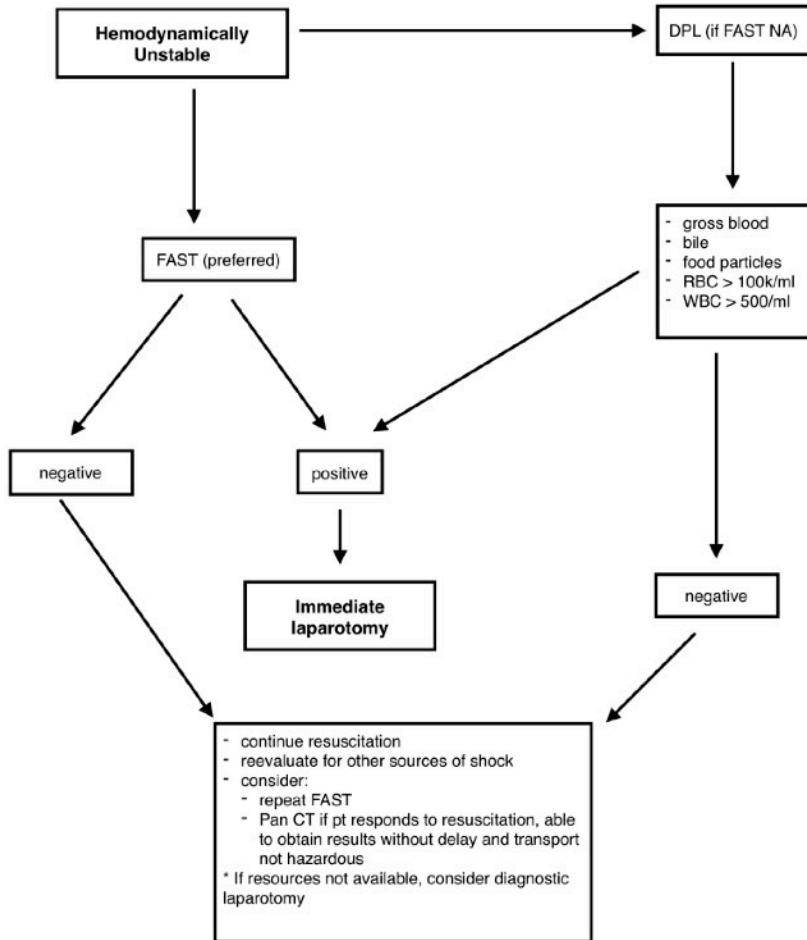 Hemodynamically
Unstable
DPL (if FAST NA)
FAST (preferred)
- gross blood
- bile
- food particles
- RBC > 100k/ml
- WBC > 500/ml
negative
positive
Immediate
laparotomy
negative
- continue resuscitation
- reevaluate for other sources of shock
- consider:
- repeat FAST
- Pan CT if pt responds to resuscitation, able
to obtain results without delay and transport
not hazardous
* If resources not available, consider diagnostic
laparotomy